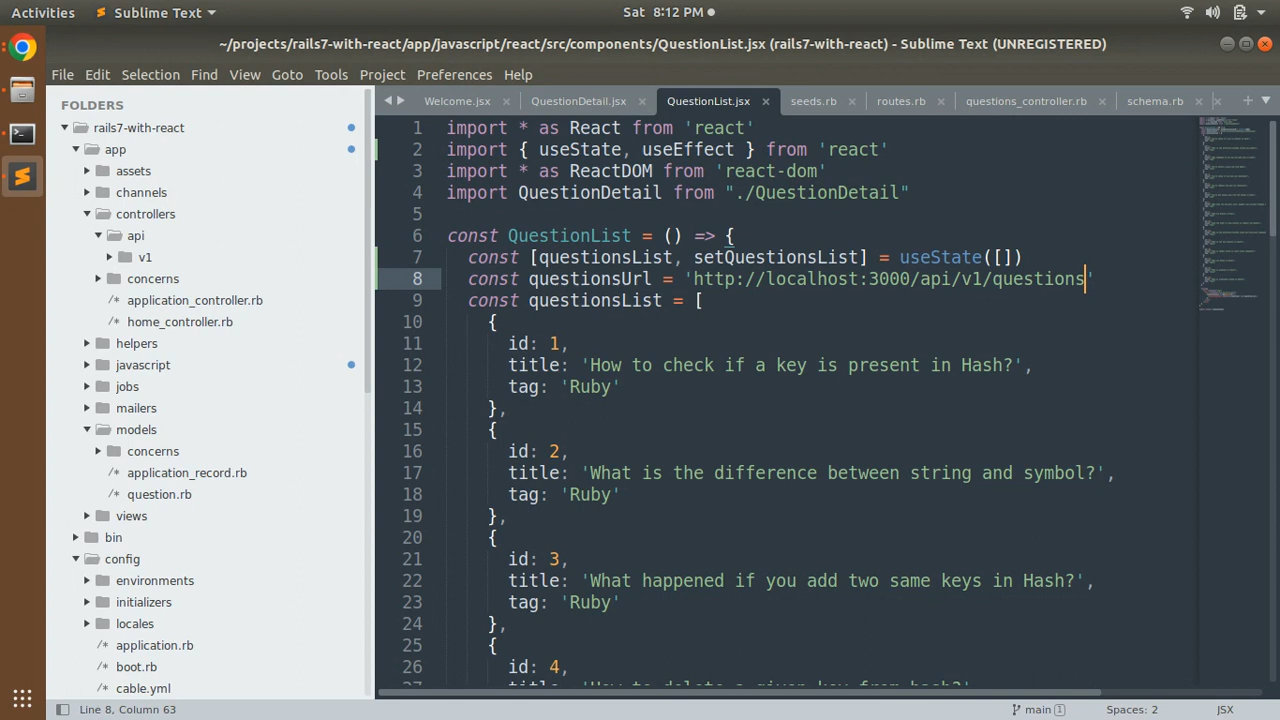 Activities Sublime Text Sat 8:12 PM
~/projects/rails7-with-react/app/javascript/react/src/components/QuestionList.jsx (rails7-with-react) - Sublime Text (UNREGISTERED)
File Edit Selection Find View Goto Tools Project Preferences Help
FOLDERS
rails7-with-react
app
assets
channels
controllers
api
v1
concerns
/* application_controller.rb
/* home_controller.rb
helpers
javascript
jobs
mailers
models
concerns
/* application_record.rb
/* question.rb
views
bin
config
environments
initializers
locales
/* application.rb
/* boot.rb
/* cable.yml
Welcome.jsx QuestionDetail.jsx QuestionList.jsx seeds.rb routes.rb questions_controller.rb schema.rb
1 import * as React from 'react'
2 import { useState, useEffect } from 'react'
3 import * as ReactDOM from 'react-dom'
4 import QuestionDetail from "./QuestionDetail"
5
6 const QuestionList = () => {
7 const [questionsList, setQuestionsList] = useState([])
8 const questionsUrl = 'http://localhost:3000/api/v1/questions'
9 const questionsList = [
10 {
11 id: 1,
12 title: 'How to check if a key is present in Hash?',
13 tag: 'Ruby'
14 },
15 {
16 id: 2,
17 title: 'What is the difference between string and symbol?',
18 tag: 'Ruby'
19 },
20 {
21 id: 3,
22 title: 'What happened if you add two same keys in Hash?',
23 tag: 'Ruby'
24 },
25 {
26 id: 4,
27 title: 'How to delete a given key from hash?'
Line 8, Column 63 main 1 Spaces: 2 JSX